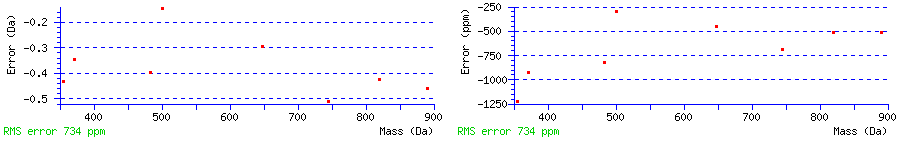 Error (Da)
-0.2
-0.3
-0.4
-0.5
400 500 600 700 800 900
RMS error 734 ppm Mass (Da)
Error (ppm)
-250
-500
-750
-1000
-1250
400 500 600 700 800 900
RMS error 734 ppm Mass (Da)